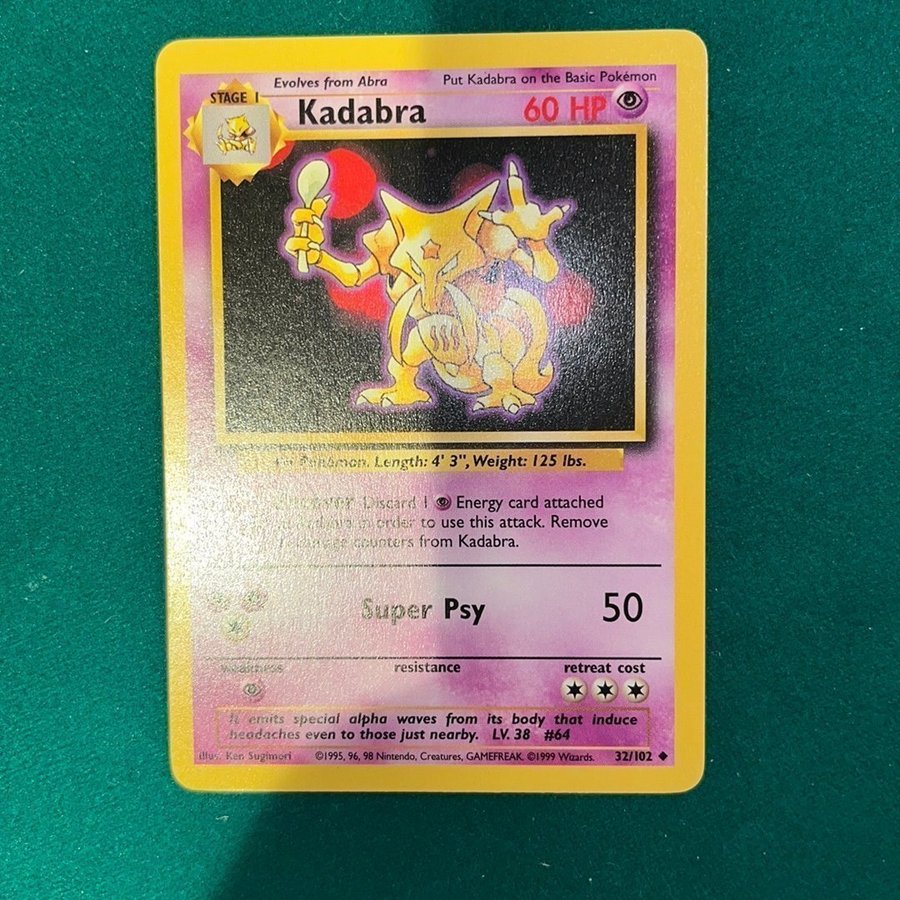 Evolves from Abra Put Kadabra on the Basic Pokémon
STAGE 1
Kadabra 60 HP
Pokémon. Length: 4' 3", Weight: 125 lbs.
Discard 1 Energy card attached
Kadabra in order to use this attack. Remove
counters from Kadabra.
Super Psy 50
weakness resistance retreat cost
It emits special alpha waves from its body that induce
headaches even to those just nearby. LV. 38 #64
Illus. Ken Sugimori ©1995, 96, 98 Nintendo, Creatures, GAMEFREAK. ©1999 Wizards. 32/102